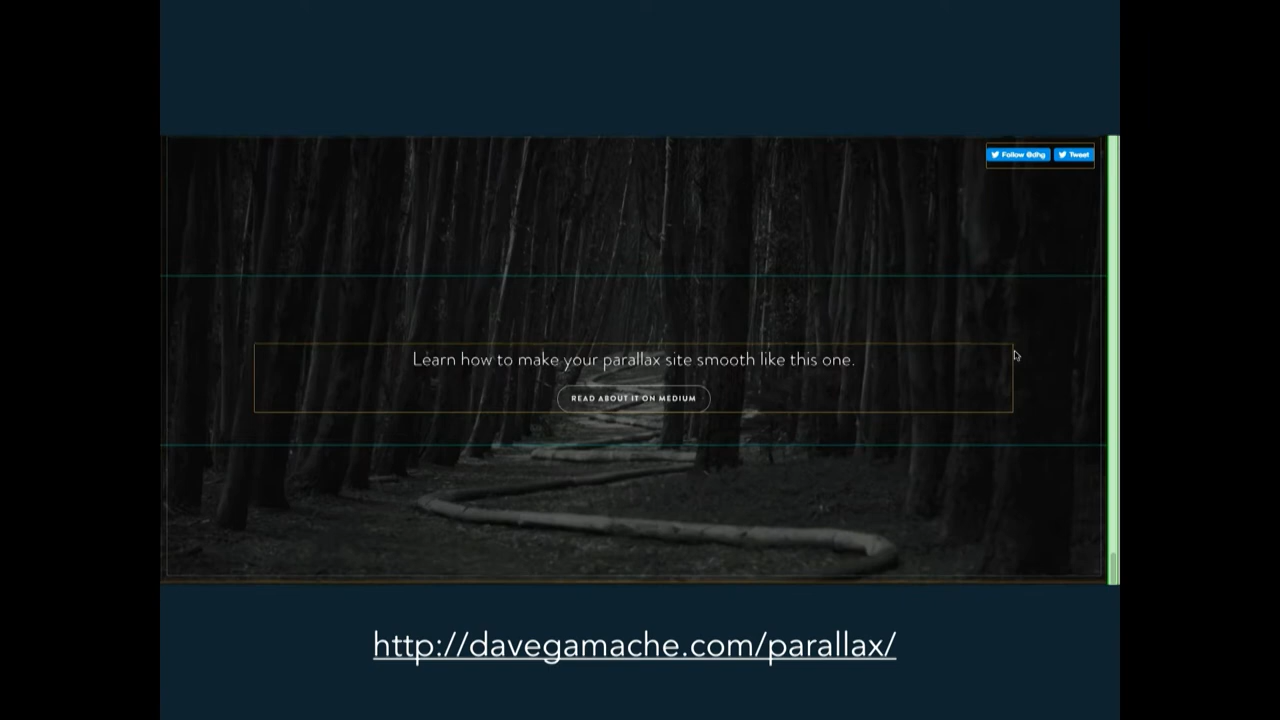 Follow @dhg Tweet
Learn how to make your parallax site smooth like this one.
READ ABOUT IT ON MEDIUM
http://davegamache.com/parallax/